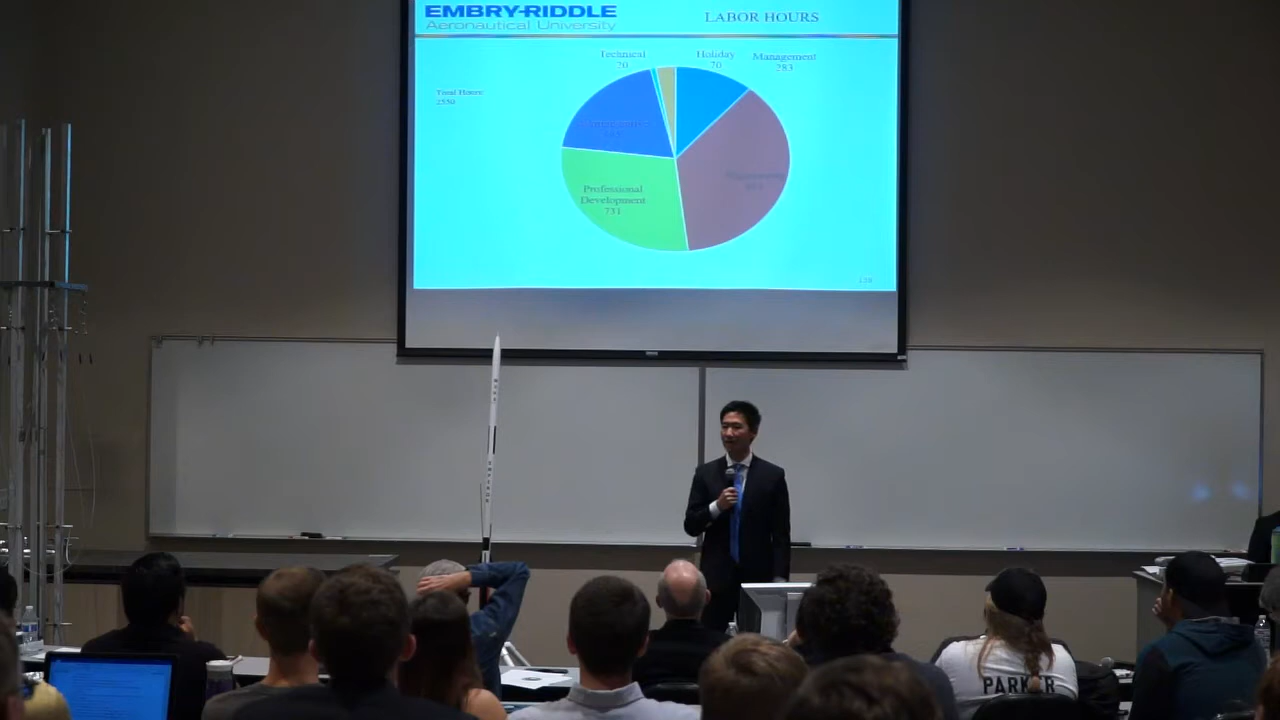 EMBRY-RIDDLE
Aeronautical University
LABOR HOURS
Technical
20
Holiday
70
Management
283
Total Hours:
2550
Professional
Development
731
PARKER